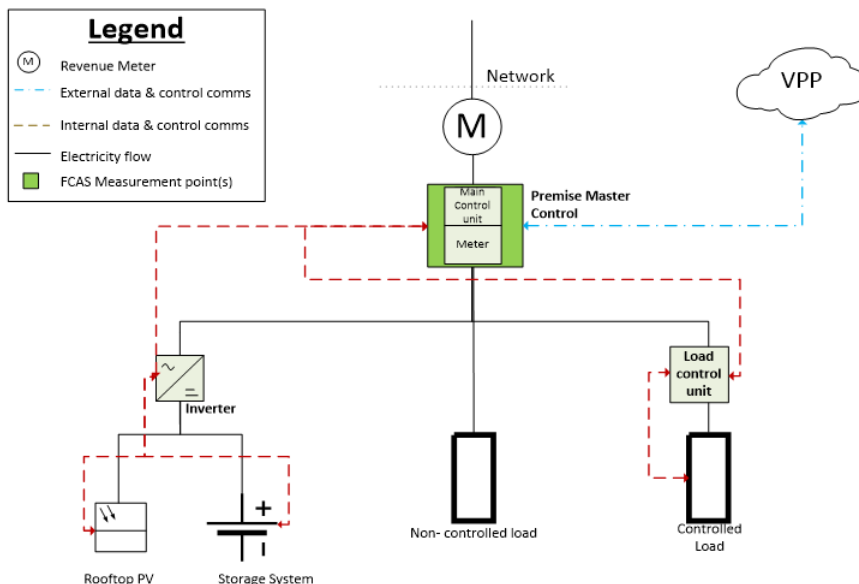 Legend
M
Revenue Meter
External data & control comms
Internal data & control comms
Electricity flow
FCAS Measurement point(s)
Network
VPP
M
Main
Control
unit
Meter
Premise Master
Control
Load
control
unit
Inverter
+
Non- controlled load
Controlled
Load
Rooftop PV
Storage System